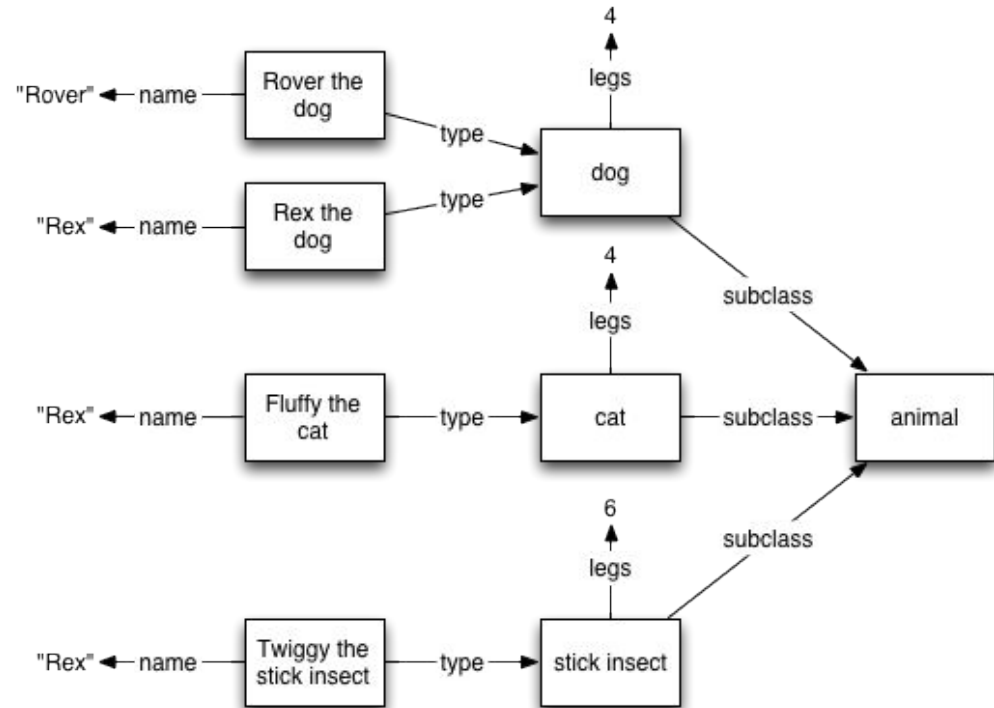 4
legs
"Rover"
name
Rover the
dog
type
dog
"Rex"
name
Rex the
dog
type
4
legs
subclass
"Rex"
name
Fluffy the
cat
type
cat
subclass
animal
6
legs
subclass
"Rex"
name
Twiggy the
stick insect
type
stick insect